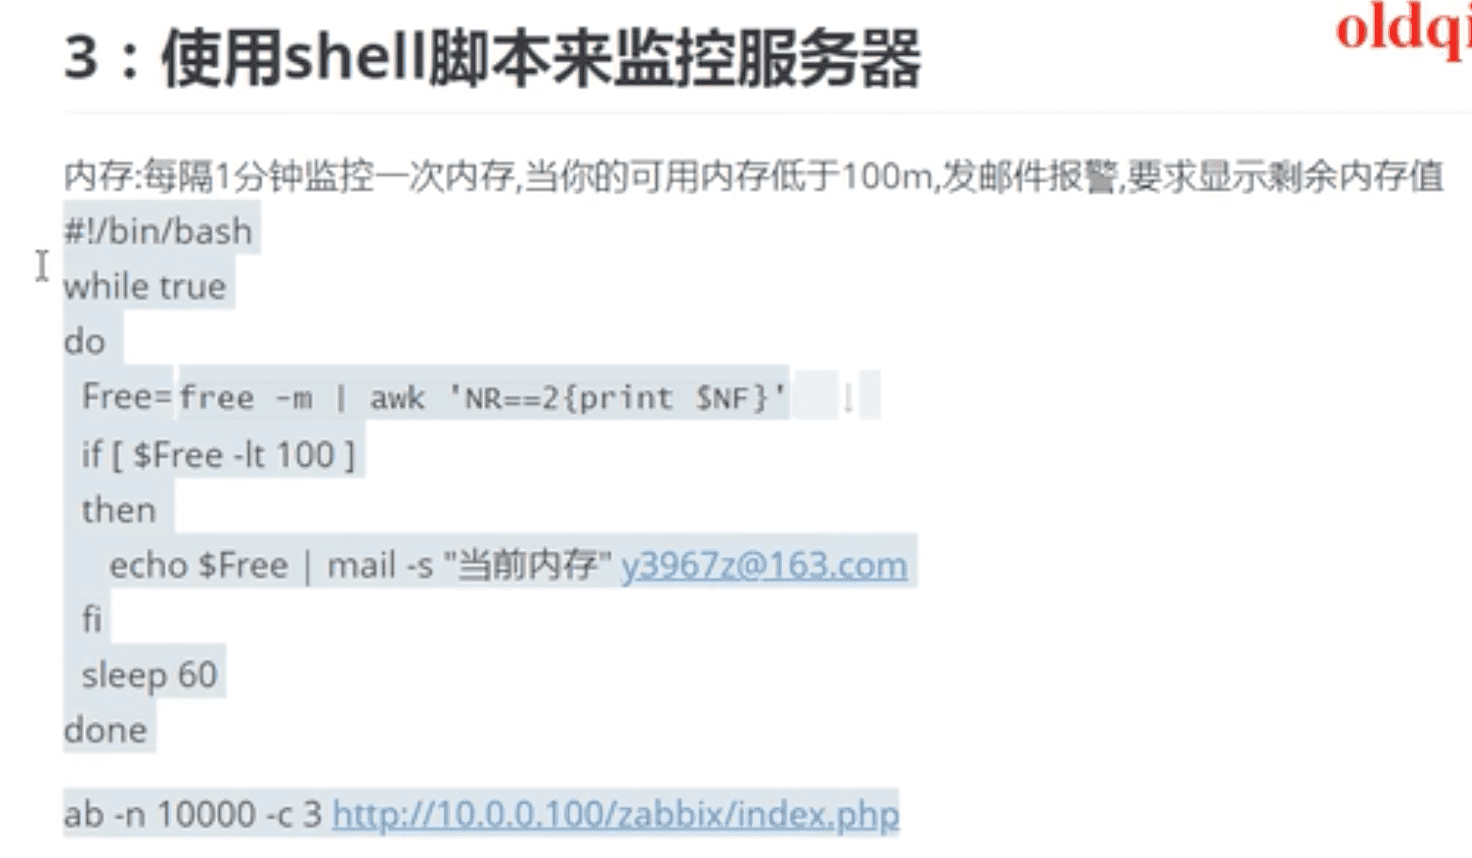 oldqi
3：使用shell脚本来监控服务器
内存:每隔1分钟监控一次内存,当你的可用内存低于100m,发邮件报警,要求显示剩余内存值
#!/bin/bash
while true
do
Free=free -m | awk 'NR==2{print $NF}'
if [ $Free -lt 100 ]
then
echo $Free | mail -s "当前内存" y3967z@163.com
fi
sleep 60
done
ab -n 10000 -c 3 http://10.0.0.100/zabbix/index.php